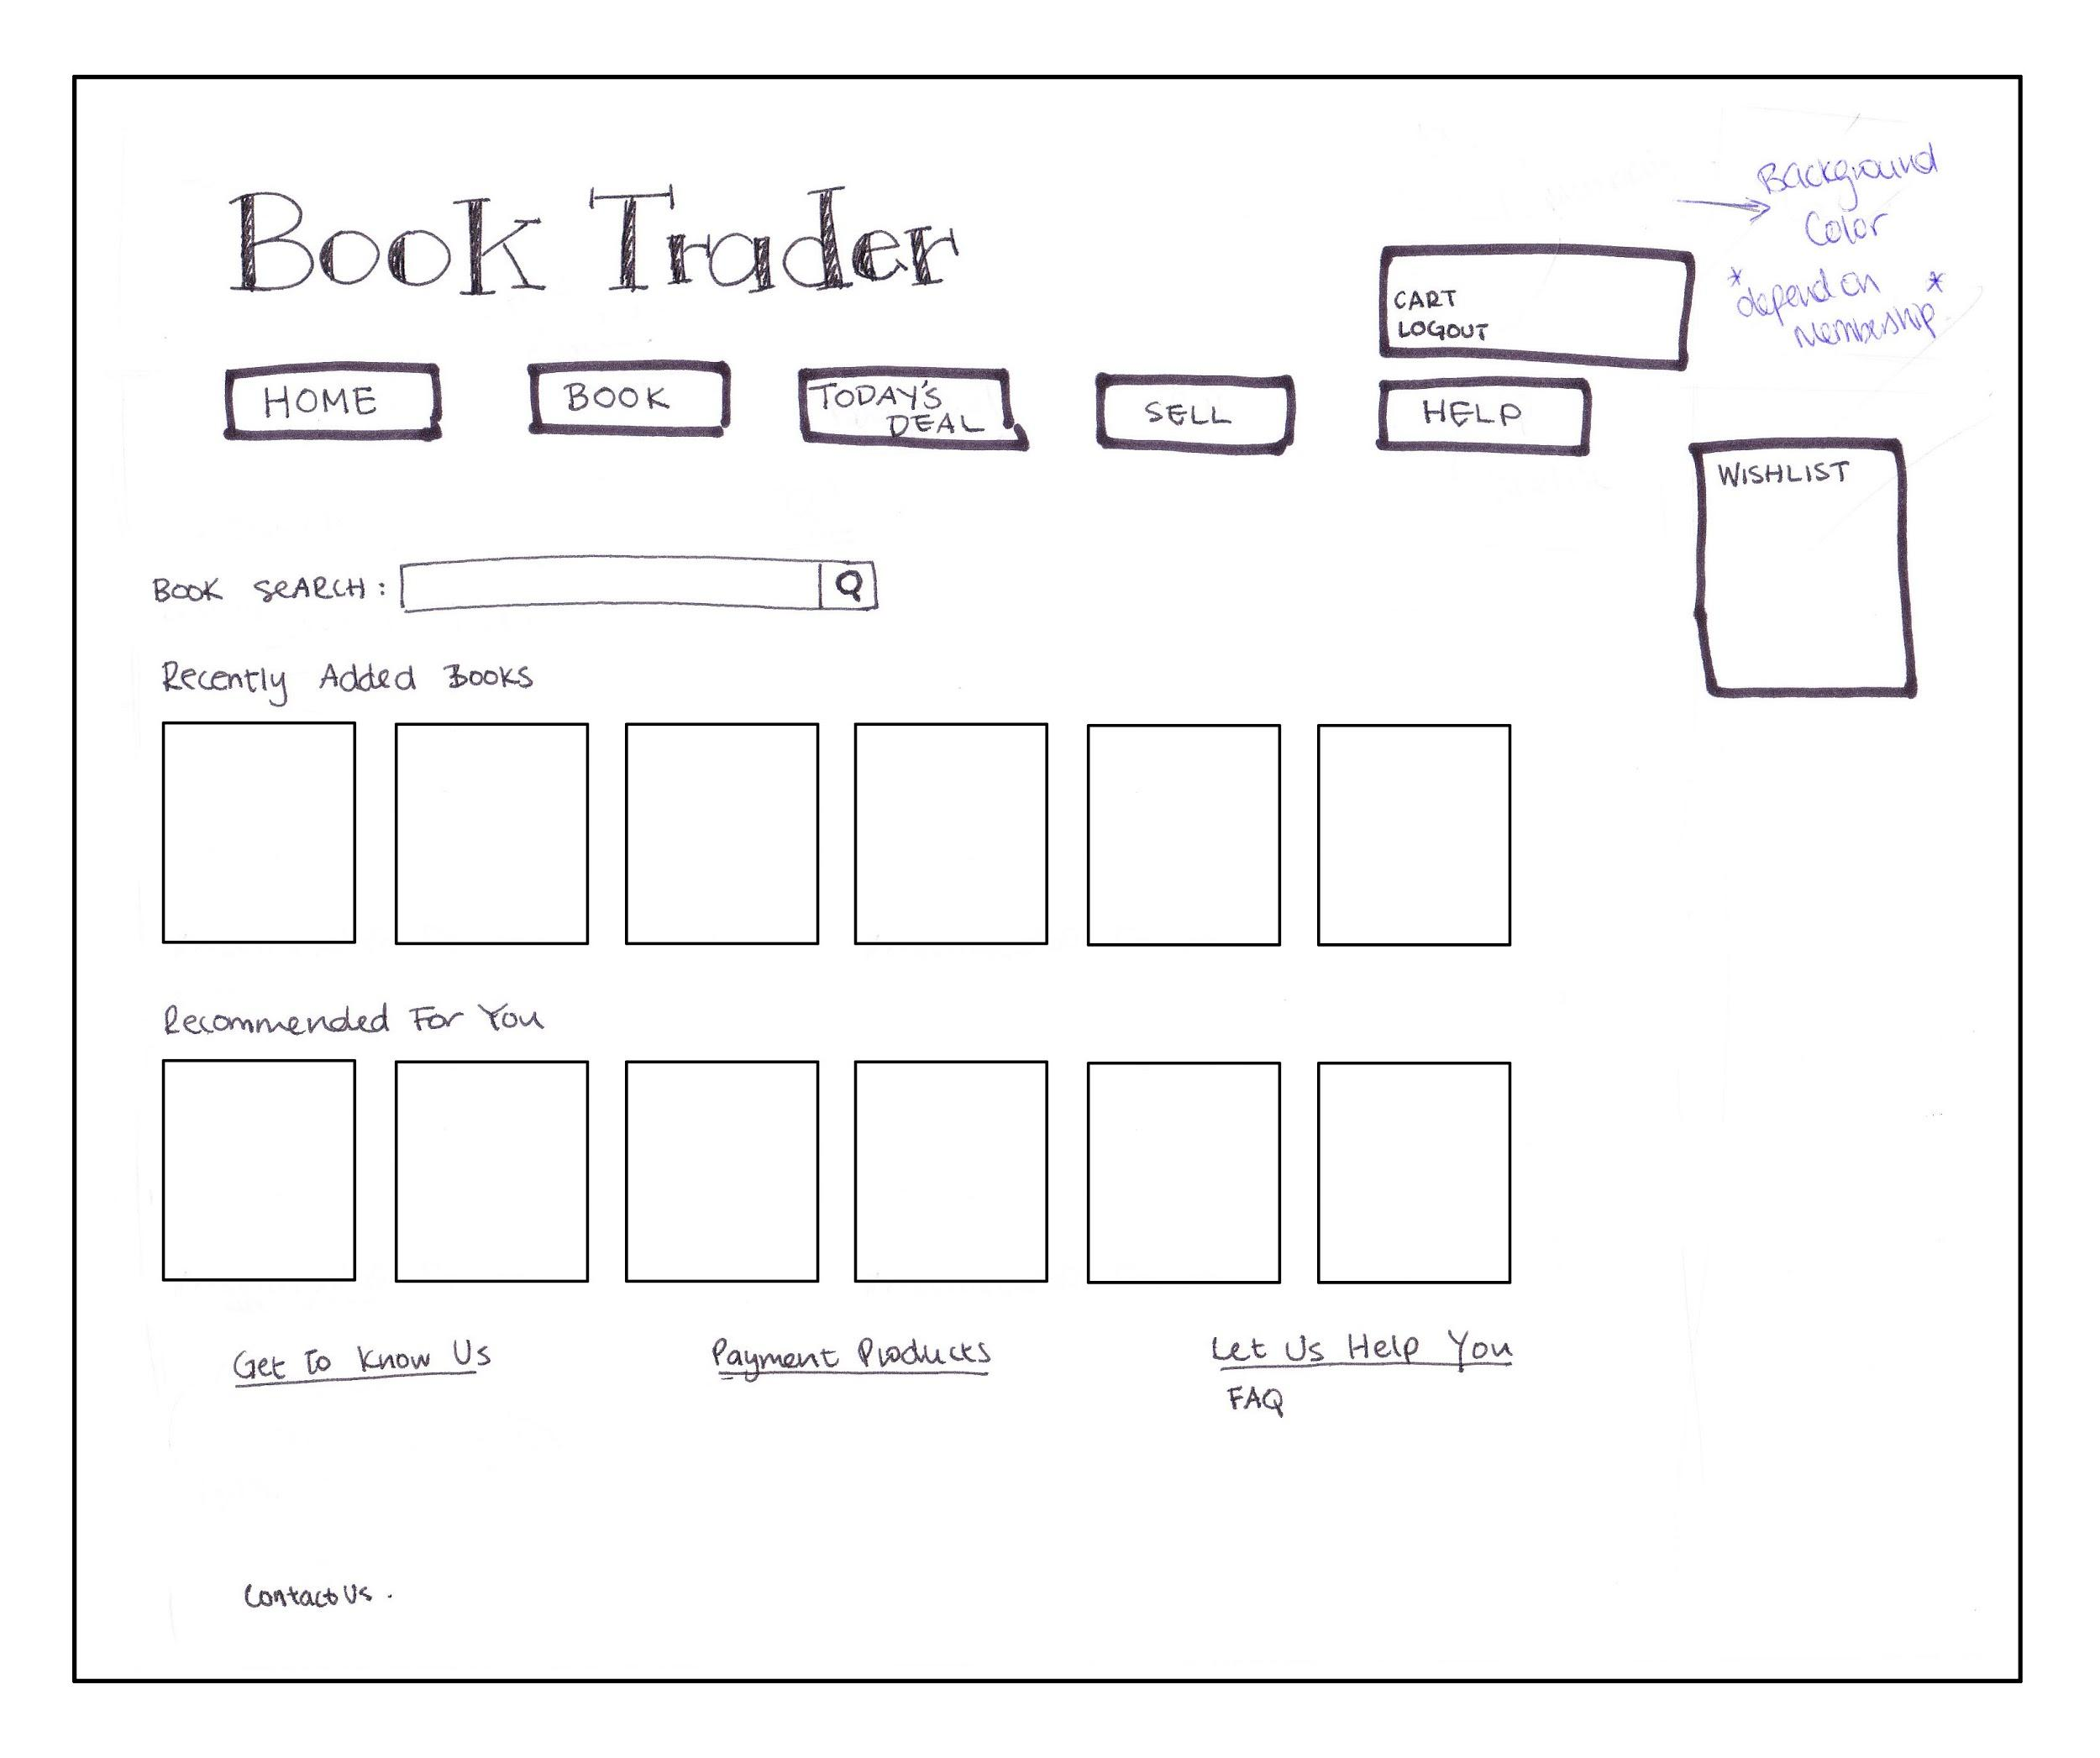 Book Trader
Background
Color
*depend on
Membership*
CART
LOGOUT
HOME
BOOK
TODAY'S
DEAL
SELL
HELP
WISHLIST
BOOK SEARCH:
Recently Added Books
Recommended For You
Get To Know Us
Payment Products
Let Us Help You
FAQ
Contact Us.